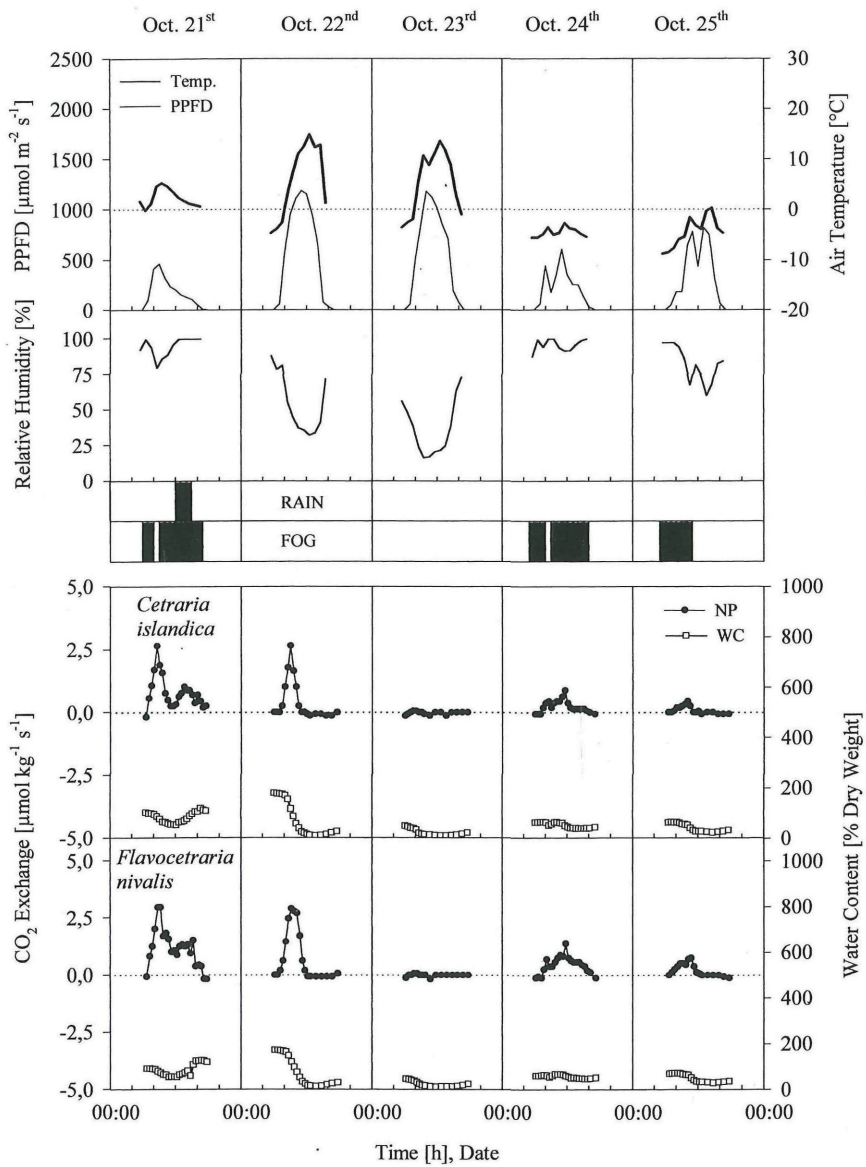 Oct. 21st Oct. 22nd Oct. 23rd Oct. 24th Oct. 25th
2500 30
Temp.
PPFD
2000 20
1500 10
1000 0
500 -10
0 -20
PPFD [µmol m-2 s-1]
Air Temperature [°C]
100
75
50
25
0
Relative Humidity [%]
RAIN
FOG
5,0 1000
Cetraria
islandica
NP
WC
800
2,5
600
0,0
400
-2,5
200
-5,0 0
5,0 1000
Flavocetraria
nivalis
800
2,5
600
0,0
400
-2,5
200
-5,0 0
CO2 Exchange [µmol kg-1 s-1]
Water Content [% Dry Weight]
00:00 00:00 00:00 00:00 00:00 00:00
Time [h], Date